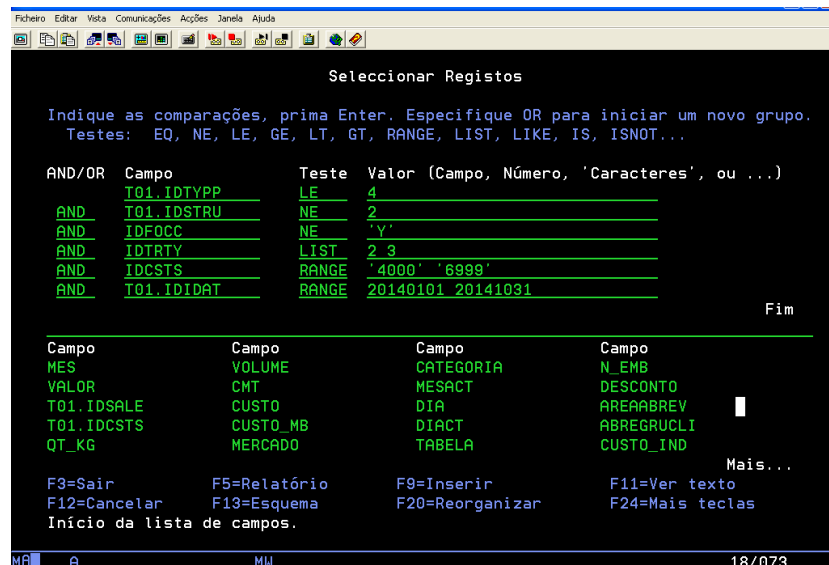 Ficheiro Editar Vista Comunicações Acções Janela Ajuda
Seleccionar Registos
Indique as comparações, prima Enter. Especifique OR para iniciar um novo grupo.
Testes: EQ, NE, LE, GE, LT, GT, RANGE, LIST, LIKE, IS, ISNOT...
AND/OR Campo Teste Valor (Campo, Número, 'Caracteres', ou ...)
T01.IDTYPP LE 4
AND T01.IDSTRU NE 2
AND IDFOCC NE 'Y'
AND IDTRTY LIST 2 3
AND IDCSTS RANGE '4000' '6999'
AND T01.IDIDAT RANGE 20140101 20141031
Fim
Campo Campo Campo Campo
MES VOLUME CATEGORIA N_EMB
VALOR CMT MESACT DESCONTO
T01.IDSALE CUSTO DIA AREAABREV
T01.IDCSTS CUSTO_MB DIACT ABREGRUCLI
QT_KG MERCADO TABELA CUSTO_IND
Mais...
F3=Sair F5=Relatório F9=Inserir F11=Ver texto
F12=Cancelar F13=Esquema F20=Reorganizar F24=Mais teclas
Início da lista de campos.
MA A MW 18/073